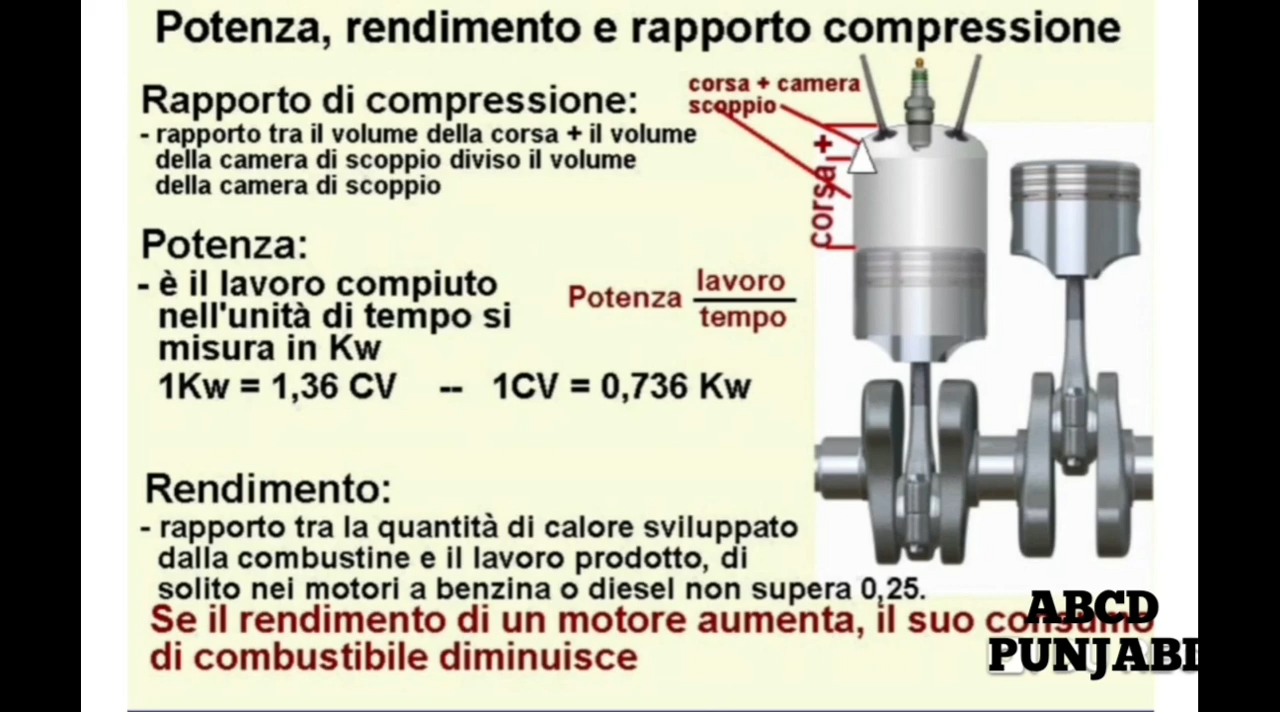 Potenza, rendimento e rapporto compressione
corsa + camera
scoppio
Rapporto di compressione:
- rapporto tra il volume della corsa + il volume
della camera di scoppio diviso il volume
della camera di scoppio
corsa +
Potenza:
- è il lavoro compiuto
nell'unità di tempo si
misura in Kw
Potenza lavoro
tempo
1Kw = 1,36 CV -- 1CV = 0,736 Kw
Rendimento:
- rapporto tra la quantità di calore sviluppato
dalla combustine e il lavoro prodotto, di
solito nei motori a benzina o diesel non supera 0,25.
Se il rendimento di un motore aumenta, il suo
di combustibile diminuisce
ABCD
PUNJABI